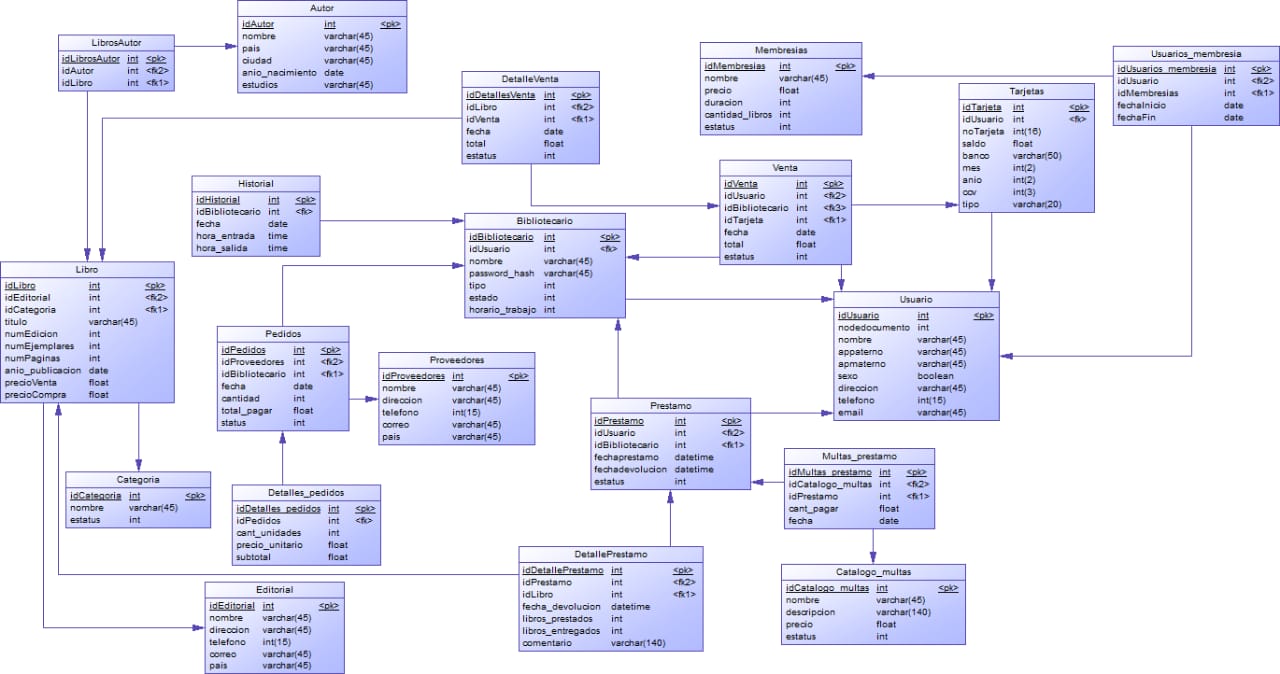 Autor
idAutor int <pk>
nombre varchar(45)
pais varchar(45)
ciudad varchar(45)
anio_nacimiento date
estudios varchar(45)
LibrosAutor
idLibrosAutor int <pk>
idAutor int <fk2>
idLibro int <fk1>
Membresias
idMembresias int <pk>
nombre varchar(45)
precio float
duracion int
cantidad_libros int
estatus int
Usuarios_membresia
idUsuarios_membresia int <pk>
idUsuario int <fk2>
idMembresias int <fk1>
fechaInicio date
fechaFin date
DetalleVenta
idDetallesVenta int <pk>
idLibro int <fk2>
idVenta int <fk1>
fecha date
total float
estatus int
Tarjetas
idTarjeta int <pk>
idUsuario int <fk>
noTarjeta int(16)
saldo float
banco varchar(50)
mes int(2)
anio int(2)
ccv int(3)
tipo varchar(20)
Venta
idVenta int <pk>
idUsuario int <fk2>
idBibliotecario int <fk3>
idTarjeta int <fk1>
fecha date
total float
estatus int
Historial
idHistorial int <pk>
idBibliotecario int <fk>
fecha date
hora_entrada time
hora_salida time
Bibliotecario
idBibliotecario int <pk>
idUsuario int <fk>
nombre varchar(45)
password_hash varchar(45)
tipo int
estado int
horario_trabajo int
Libro
idLibro int <pk>
idEditorial int <fk2>
idCategoria int <fk1>
titulo varchar(45)
numEdicion int
numEjemplares int
numPaginas int
anio_publicacion date
precioVenta float
precioCompra float
Usuario
idUsuario int <pk>
nodedocumento int
nombre varchar(45)
appaterno varchar(45)
apmaterno varchar(45)
sexo boolean
direccion varchar(45)
telefono int(15)
email varchar(45)
Pedidos
idPedidos int <pk>
idProveedores int <fk2>
idBibliotecario int <fk1>
fecha date
cantidad int
total_pagar float
status int
Proveedores
idProveedores int <pk>
nombre varchar(45)
direccion varchar(45)
telefono int(15)
correo varchar(45)
pais varchar(45)
Prestamo
idPrestamo int <pk>
idUsuario int <fk2>
idBibliotecario int <fk1>
fechaprestamo datetime
fechadevolucion datetime
estatus int
Multas_prestamo
idMultas_prestamo int <pk>
idCatalogo_multas int <fk2>
idPrestamo int <fk1>
cant_pagar float
fecha date
Categoria
idCategoria int <pk>
nombre varchar(45)
estatus int
Detalles_pedidos
idDetalles_pedidos int <pk>
idPedidos int <fk>
cant_unidades int
precio_unitario float
subtotal float
DetallePrestamo
idDetallePrestamo int <pk>
idPrestamo int <fk2>
idLibro int <fk1>
fecha_devolucion datetime
libros_prestados int
libros_entregados int
comentario varchar(140)
Catalogo_multas
idCatalogo_multas int <pk>
nombre varchar(45)
descripcion varchar(140)
precio float
estatus int
Editorial
idEditorial int <pk>
nombre varchar(45)
direccion varchar(45)
telefono int(15)
correo varchar(45)
pais varchar(45)